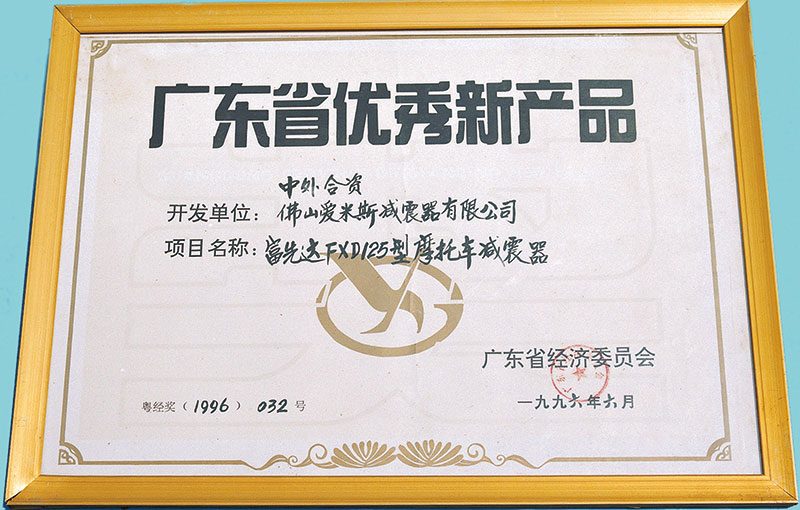 广东省优秀新产品
中外合资
开发单位：佛山爱米斯减震器有限公司
项目名称：富先达FXD125型摩托车减震器
广东省经济委员会
一九九六年六月
粤经奖（1996）032号